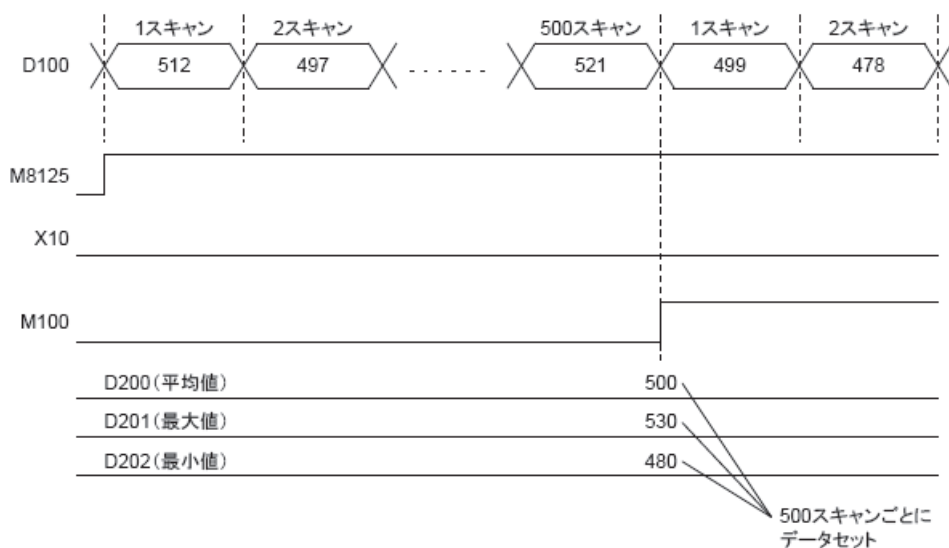 1スキャン 2スキャン 500スキャン 1スキャン 2スキャン
D100 512 497 ...... 521 499 478
M8125
X10
M100
D200(平均値) 500
D201(最大値) 530
D202(最小値) 480
500スキャンごとに
データセット